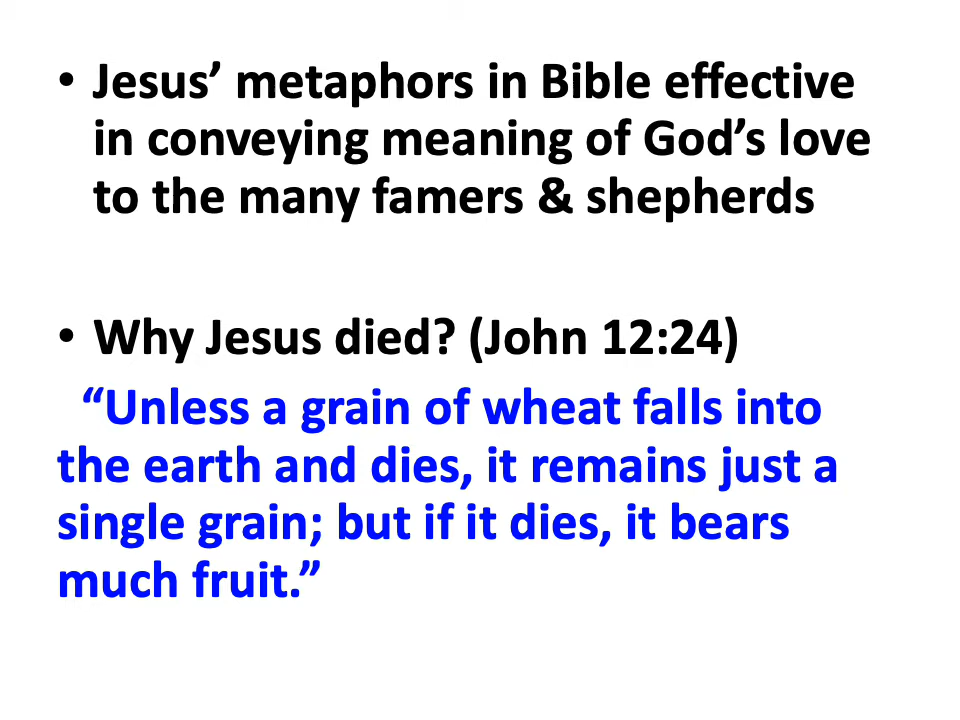 • Jesus’ metaphors in Bible effective
in conveying meaning of God’s love
to the many famers & shepherds
• Why Jesus died? (John 12:24)
“Unless a grain of wheat falls into
the earth and dies, it remains just a
single grain; but if it dies, it bears
much fruit.”